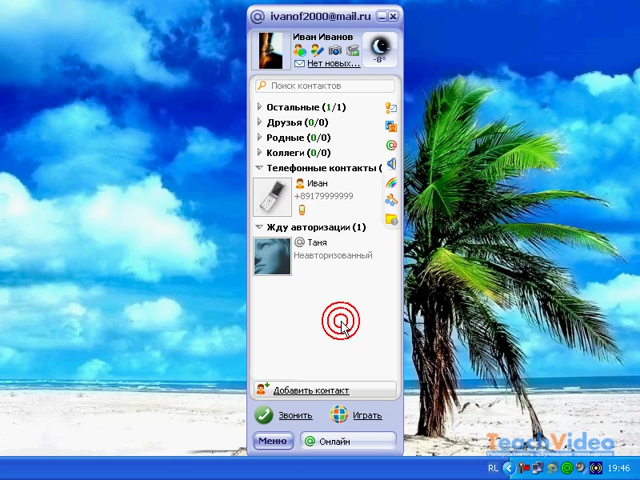 ivanof2000@mail.ru
Иван Иванов
Нет новых...
-8°
Поиск контактов
Остальные (1/1)
Друзья (0/0)
Родные (0/0)
Коллеги (0/0)
Телефонные контакты (
Иван
+89179999999
Жду авторизации (1)
Таня
Неавторизованный
Добавить контакт
Звонить
Играть
Меню
Онлайн
TeachVideo
RL
19:46